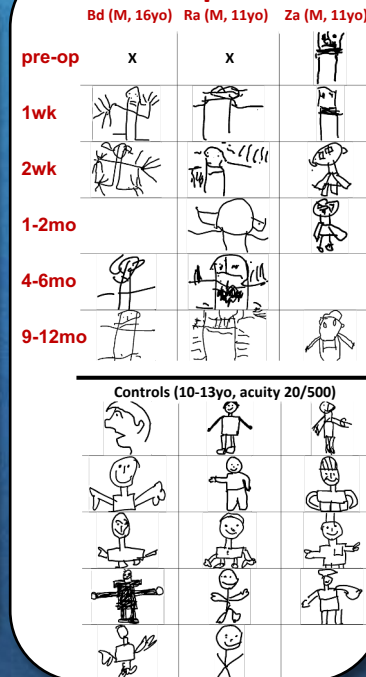 Bd (M, 16yo) Ra (M, 11yo) Za (M, 11yo)
pre-op x x
1wk
2wk
1-2mo
4-6mo
9-12mo
Controls (10-13yo, acuity 20/500)